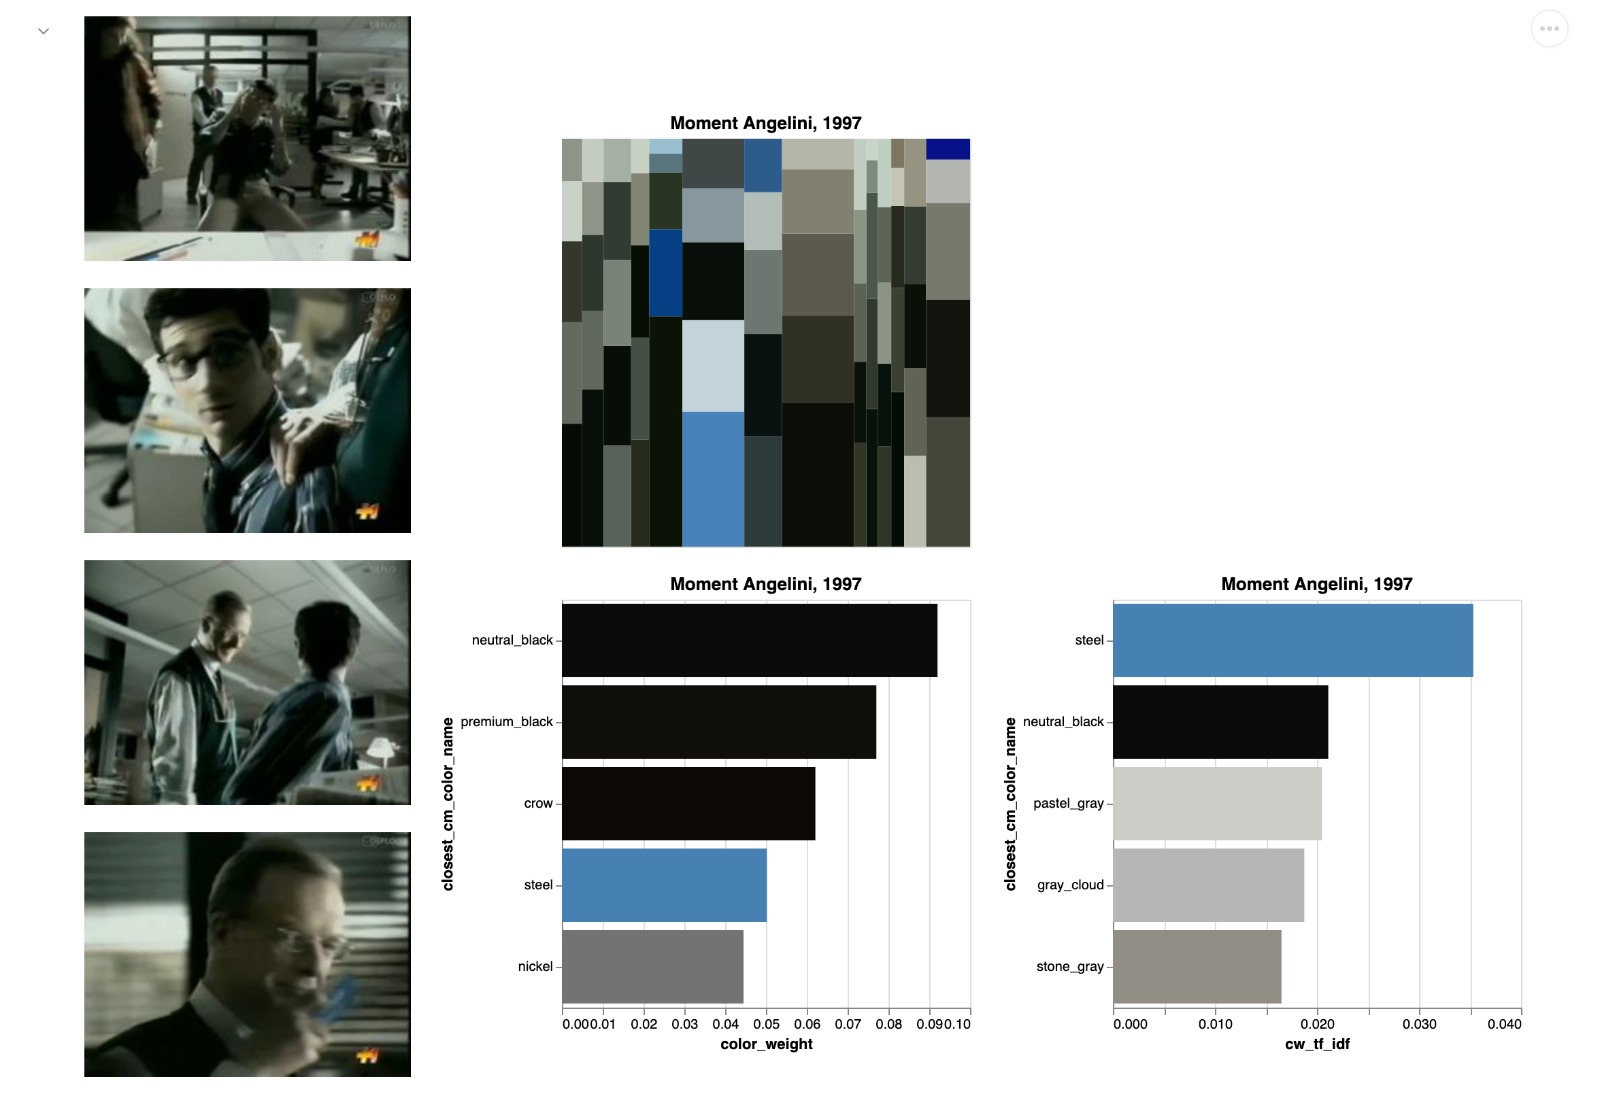 Moment Angelini, 1997
Moment Angelini, 1997
closest_cm_color_name
neutral_black
premium_black
crow
steel
nickel
0.00 0.01 0.02 0.03 0.04 0.05 0.06 0.07 0.08 0.09 0.10
color_weight
Moment Angelini, 1997
closest_cm_color_name
steel
neutral_black
pastel_gray
gray_cloud
stone_gray
0.000 0.010 0.020 0.030 0.040
cw_tf_idf